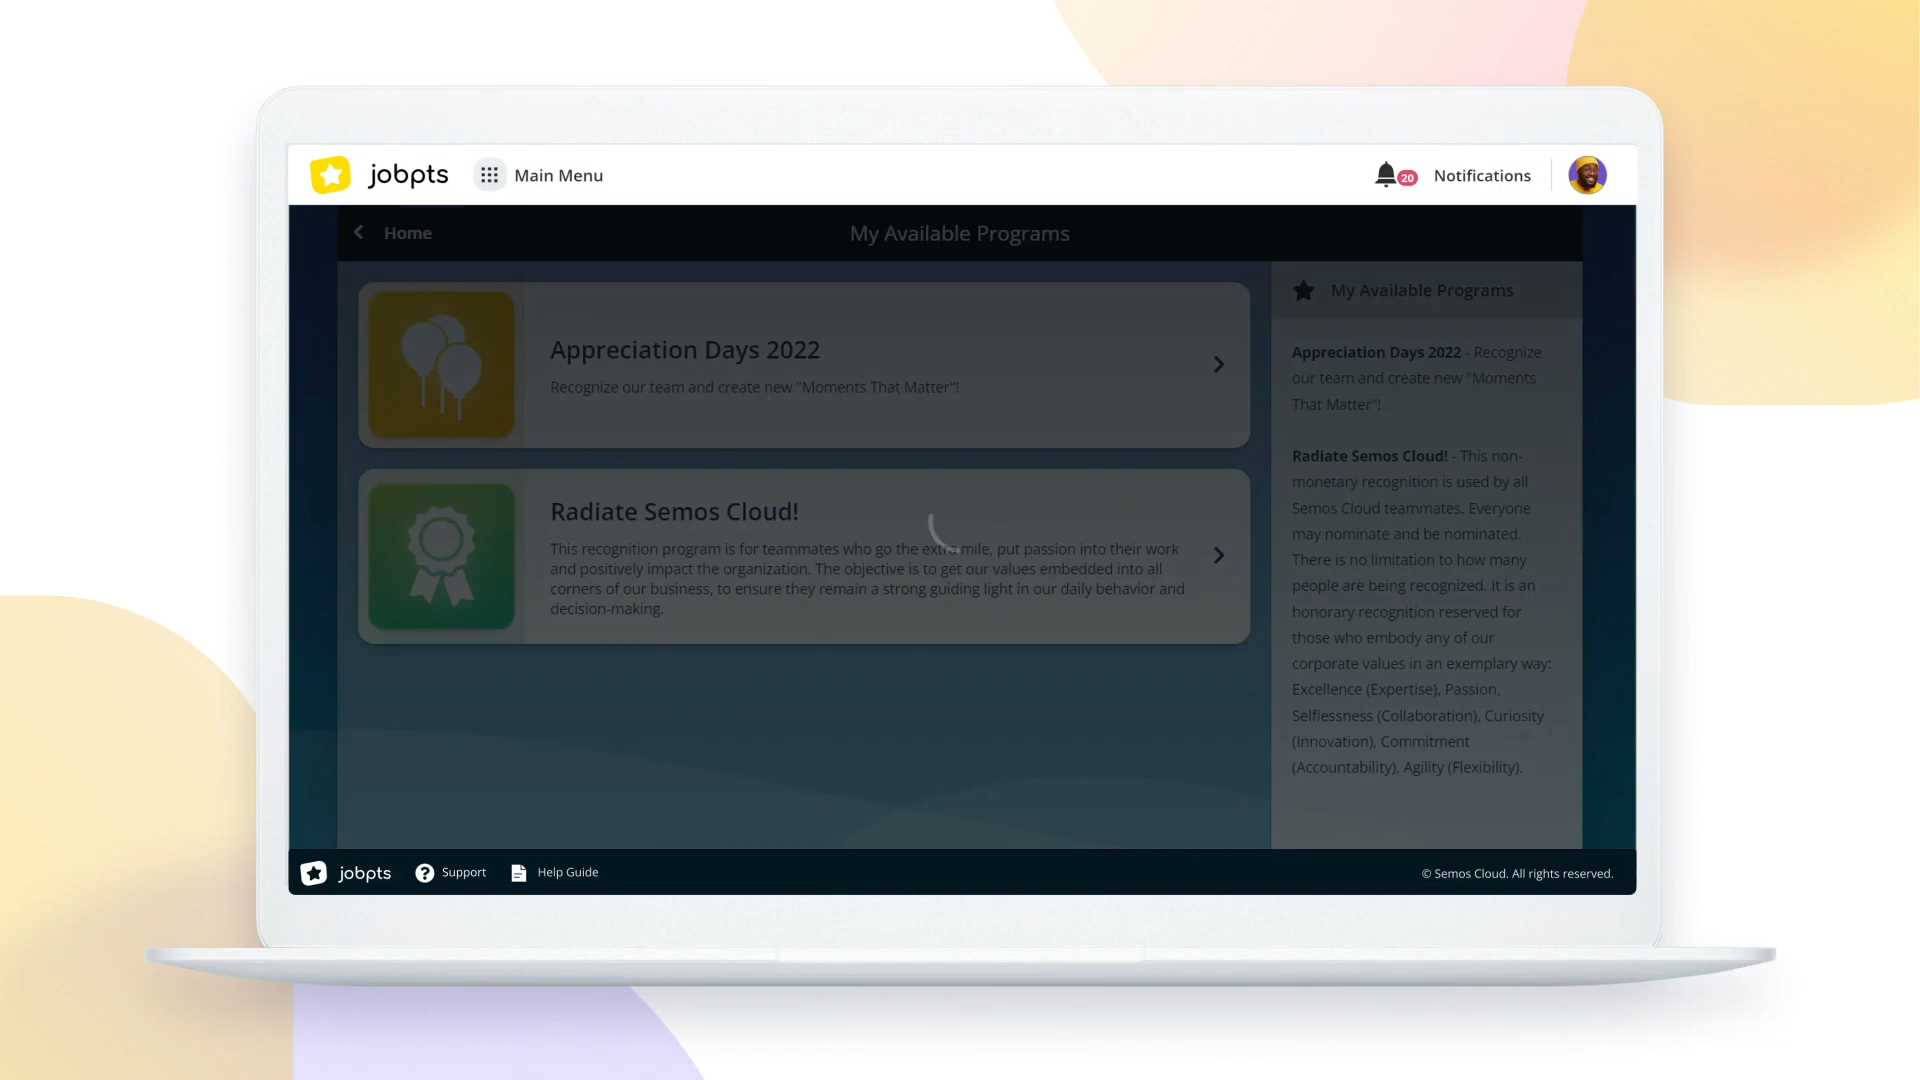 jobpts
Main Menu
20
Notifications
Home
My Available Programs
Appreciation Days 2022
Recognize our team and create new "Moments That Matter"!
Radiate Semos Cloud!
This recognition program is for teammates who go the extra mile, put passion into their work
and positively impact the organization. The objective is to get our values embedded into all
corners of our business, to ensure they remain a strong guiding light in our daily behavior and
decision-making.
My Available Programs
Appreciation Days 2022 - Recognize
our team and create new "Moments
That Matter"!
Radiate Semos Cloud! - This non-
monetary recognition is used by all
Semos Cloud teammates. Everyone
may nominate and be nominated.
There is no limitation to how many
people are being recognized. It is an
honorary recognition reserved for
those who embody any of our
corporate values in an exemplary way:
Excellence (Expertise), Passion,
Selflessness (Collaboration), Curiosity
(Innovation), Commitment
(Accountability), Agility (Flexibility).
jobpts
Support
Help Guide
© Semos Cloud. All rights reserved.